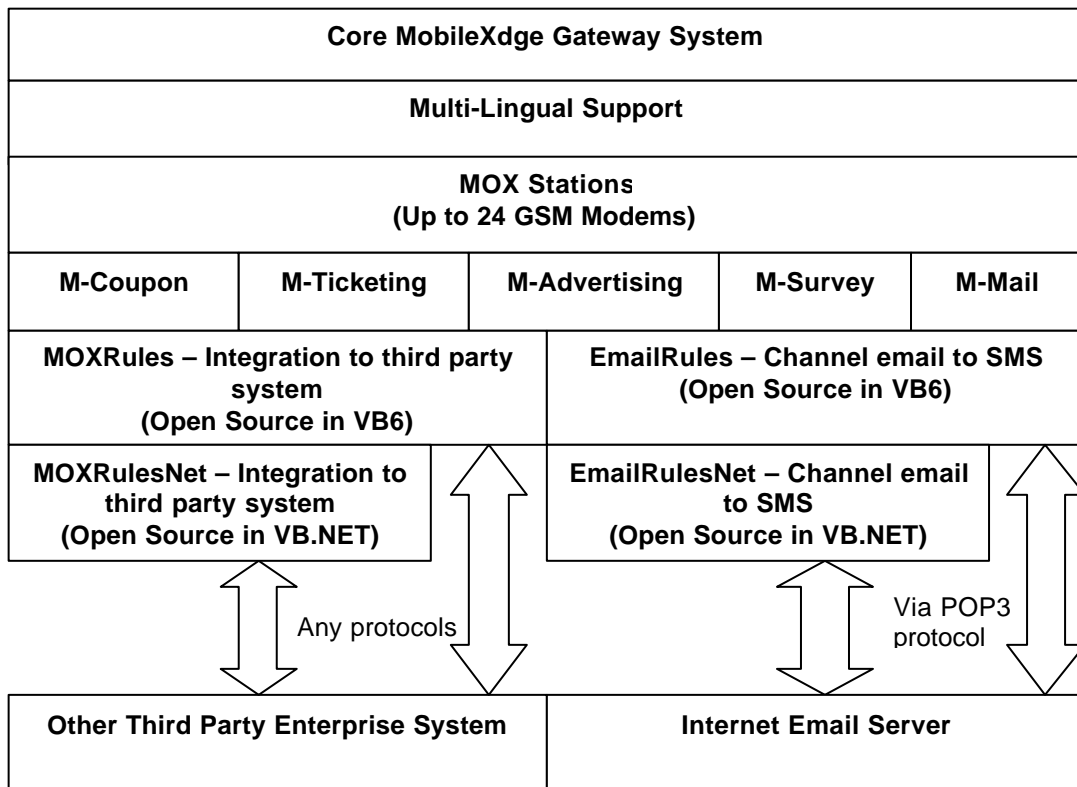 Core MobileXdge Gateway System
Multi-Lingual Support
MOX Stations
(Up to 24 GSM Modems)
M-Coupon
M-Ticketing
M-Advertising
M-Survey
M-Mail
MOXRules – Integration to third party
system
(Open Source in VB6)
EmailRules – Channel email to SMS
(Open Source in VB6)
MOXRulesNet – Integration to
third party system
(Open Source in VB.NET)
EmailRulesNet – Channel email
to SMS
(Open Source in VB.NET)
Any protocols
Via POP3
protocol
Other Third Party Enterprise System
Internet Email Server